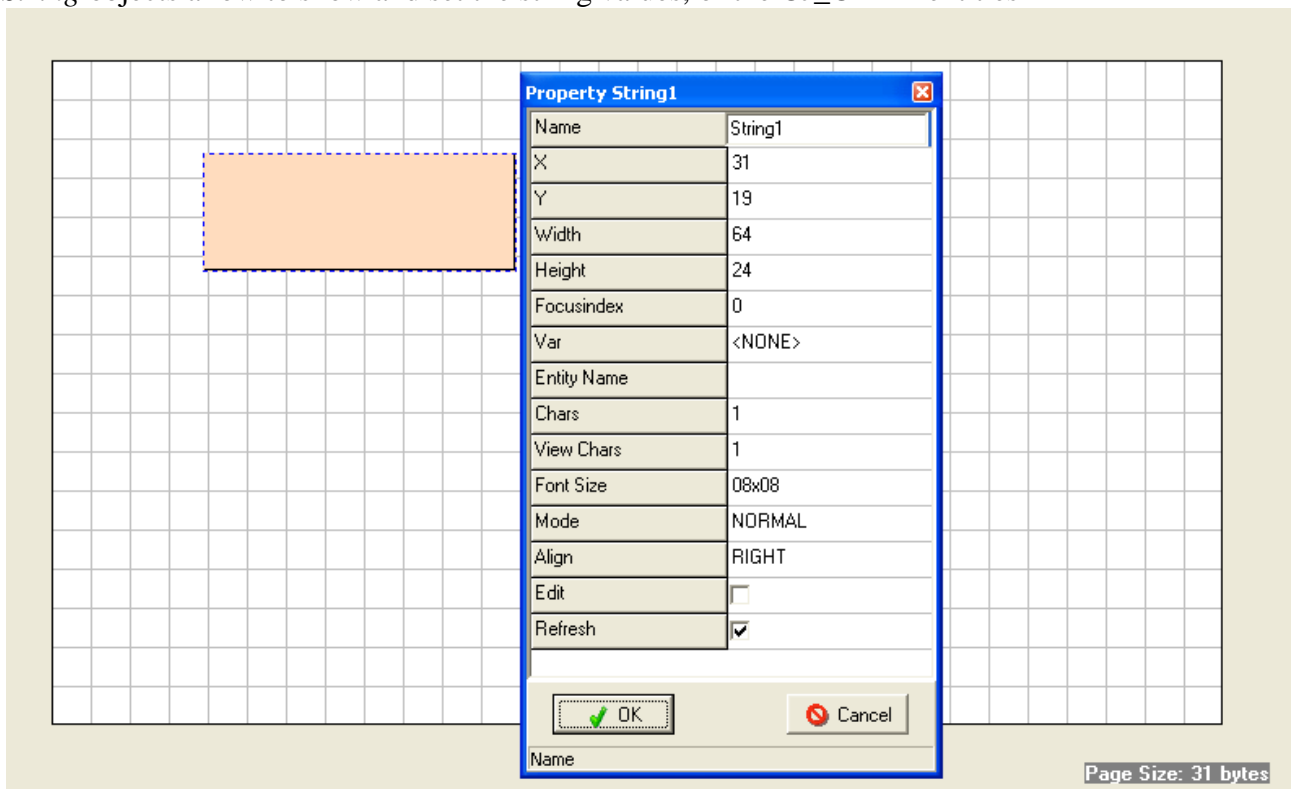 Property String1
Name String1
X 31
Y 19
Width 64
Height 24
Focusindex 0
Var <NONE>
Entity Name
Chars 1
View Chars 1
Font Size 08x08
Mode NORMAL
Align RIGHT
Edit
Refresh
OK Cancel
Name
Page Size: 31 bytes